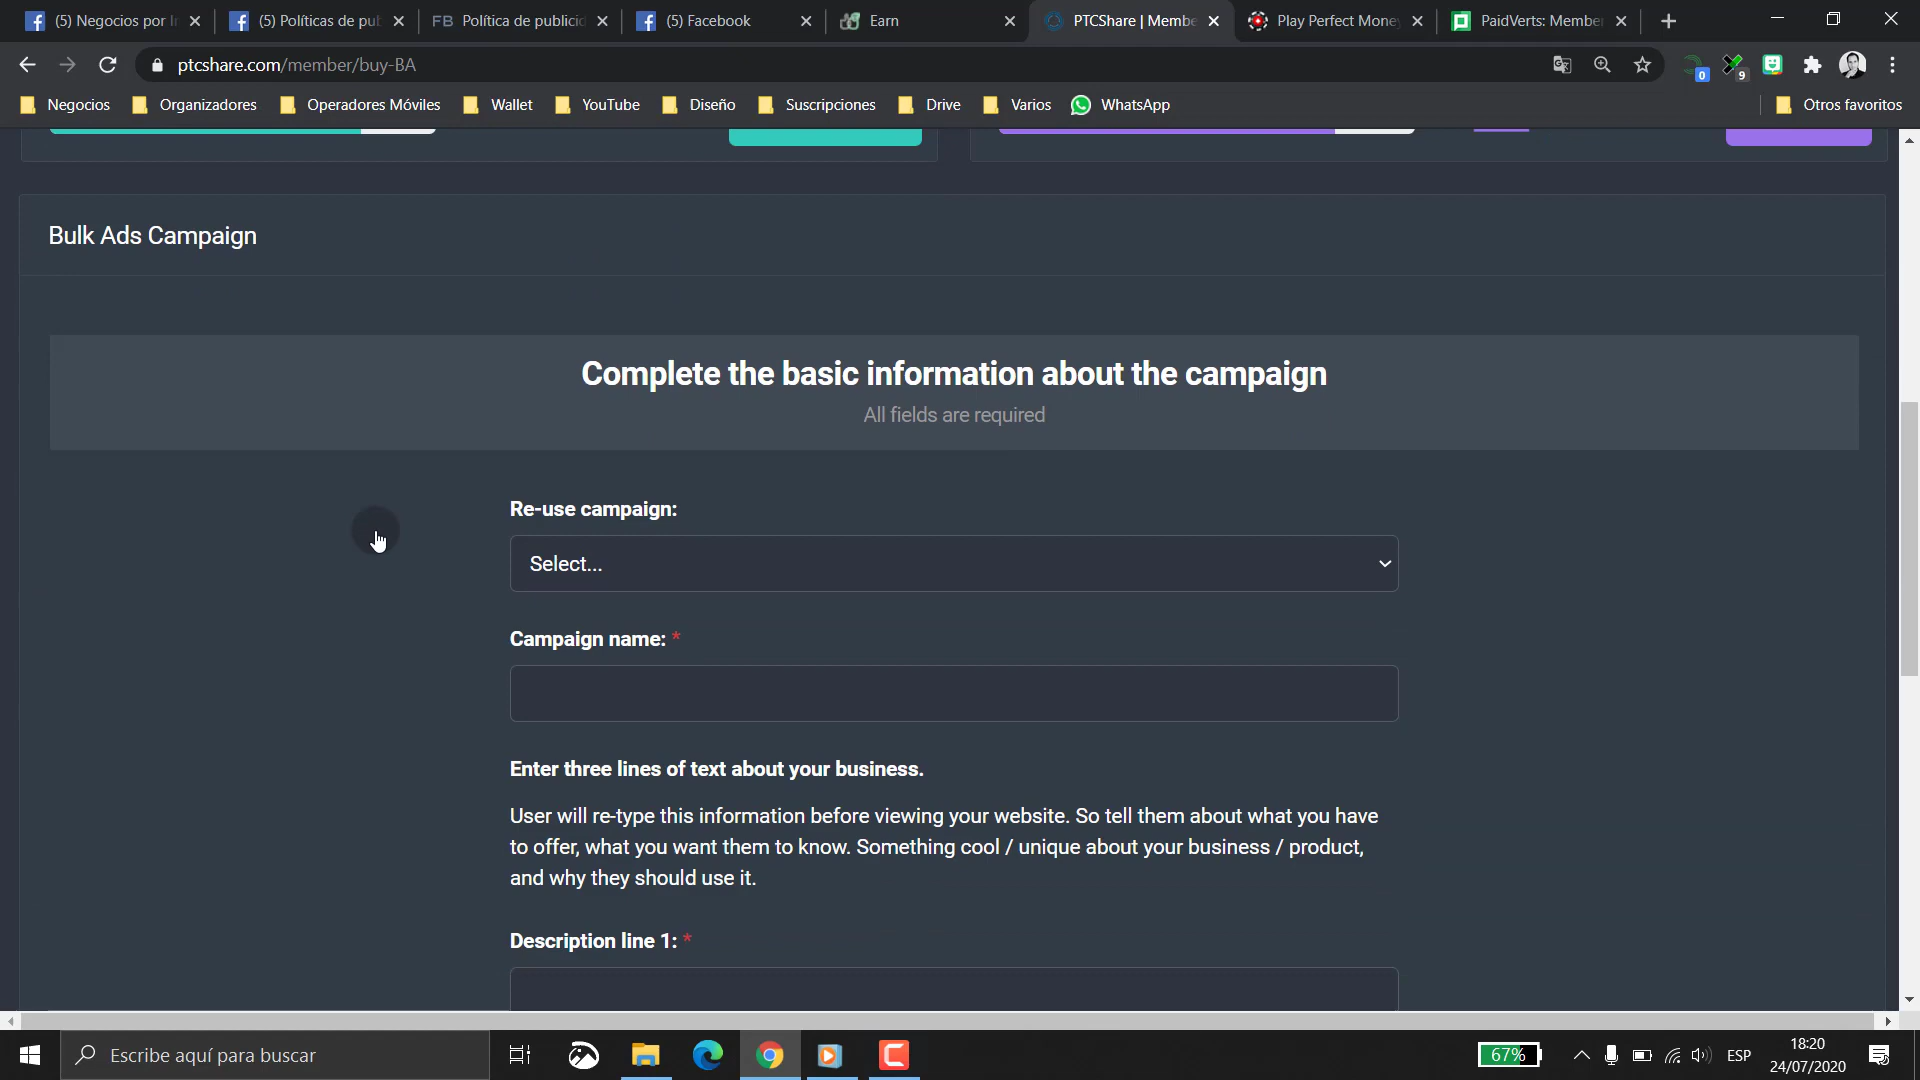 (5) Negocios por I
(5) Políticas de pub
FB Política de publicid
(5) Facebook
Earn
PTCShare | Membe
Play Perfect Money
PaidVerts: Member
ptcshare.com/member/buy-BA
0
9
Negocios
Organizadores
Operadores Móviles
Wallet
YouTube
Diseño
Suscripciones
Drive
Varios
WhatsApp
Otros favoritos
Bulk Ads Campaign
Complete the basic information about the campaign
All fields are required
Re-use campaign:
Select...
Campaign name: *
Enter three lines of text about your business.
User will re-type this information before viewing your website. So tell them about what you have
to offer, what you want them to know. Something cool / unique about your business / product,
and why they should use it.
Description line 1: *
Escribe aquí para buscar
67%
ESP
18:20
24/07/2020